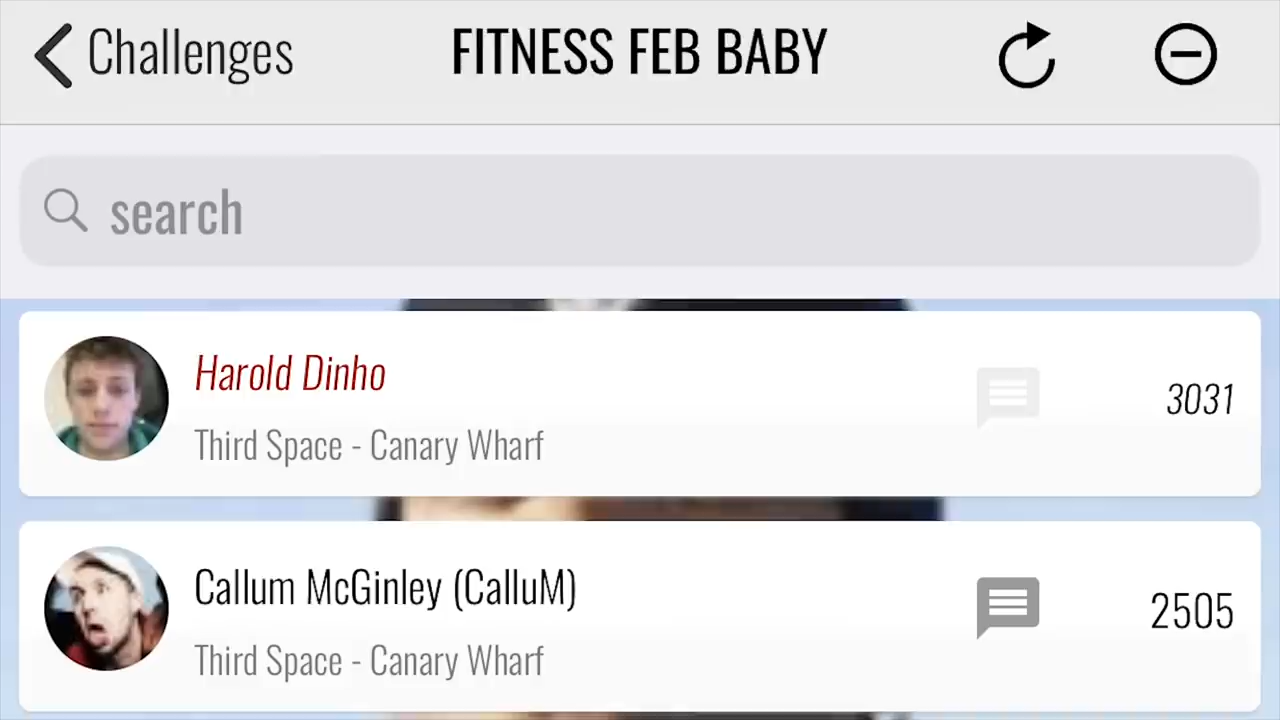 Challenges
FITNESS FEB BABY
search
Harold Dinho
3031
Third Space - Canary Wharf
Callum McGinley (CalluM)
2505
Third Space - Canary Wharf